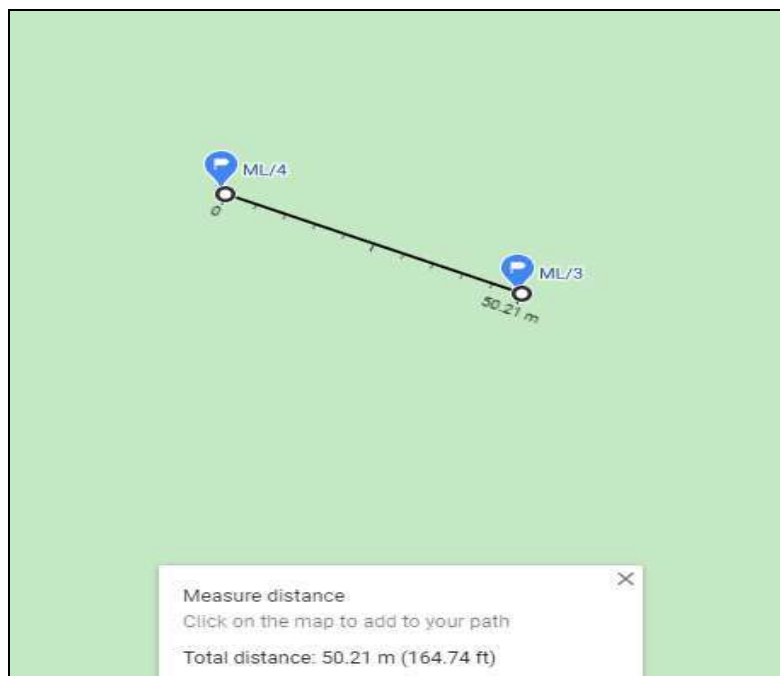 ML/4
0
ML/3
50.21 m
Measure distance
Click on the map to add to your path
Total distance: 50.21 m (164.74 ft)